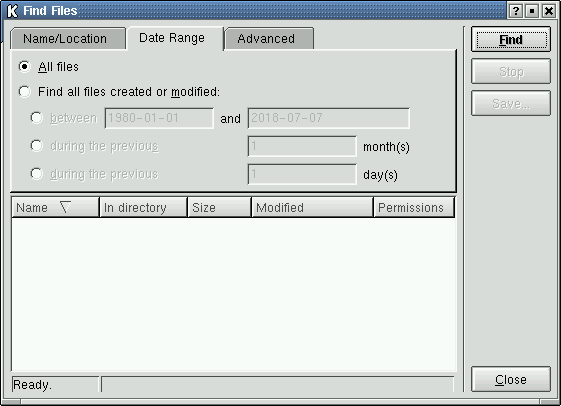 Find Files
Name/Location Date Range Advanced
All files
Find all files created or modified:
between 1980-01-01 and 2018-07-07
during the previous 1 month(s)
during the previous 1 day(s)
Find
Stop
Save...
Name In directory Size Modified Permissions
Ready.
Close